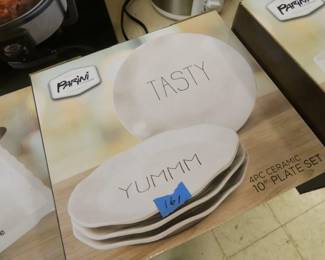 Parini
TASTY
YUMMM
161
4PC CERAMIC
10" PLATE SET
Parini